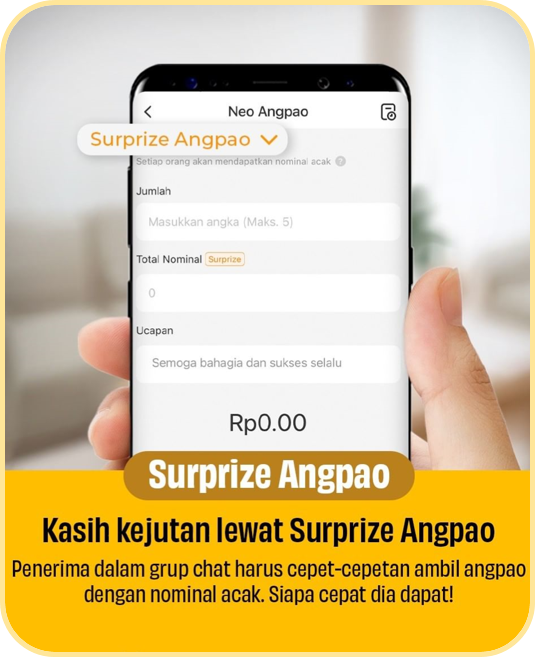 Neo Angpao
Surprize Angpao
Setiap orang akan mendapatkan nominal acak ?
Jumlah
Masukkan angka (Maks. 5)
Total Nominal Surprize
0
Ucapan
Semoga bahagia dan sukses selalu
Rp0.00
Surprize Angpao
Kasih kejutan lewat Surprize Angpao
Penerima dalam grup chat harus cepet-cepetan ambil angpao
dengan nominal acak. Siapa cepat dia dapat!